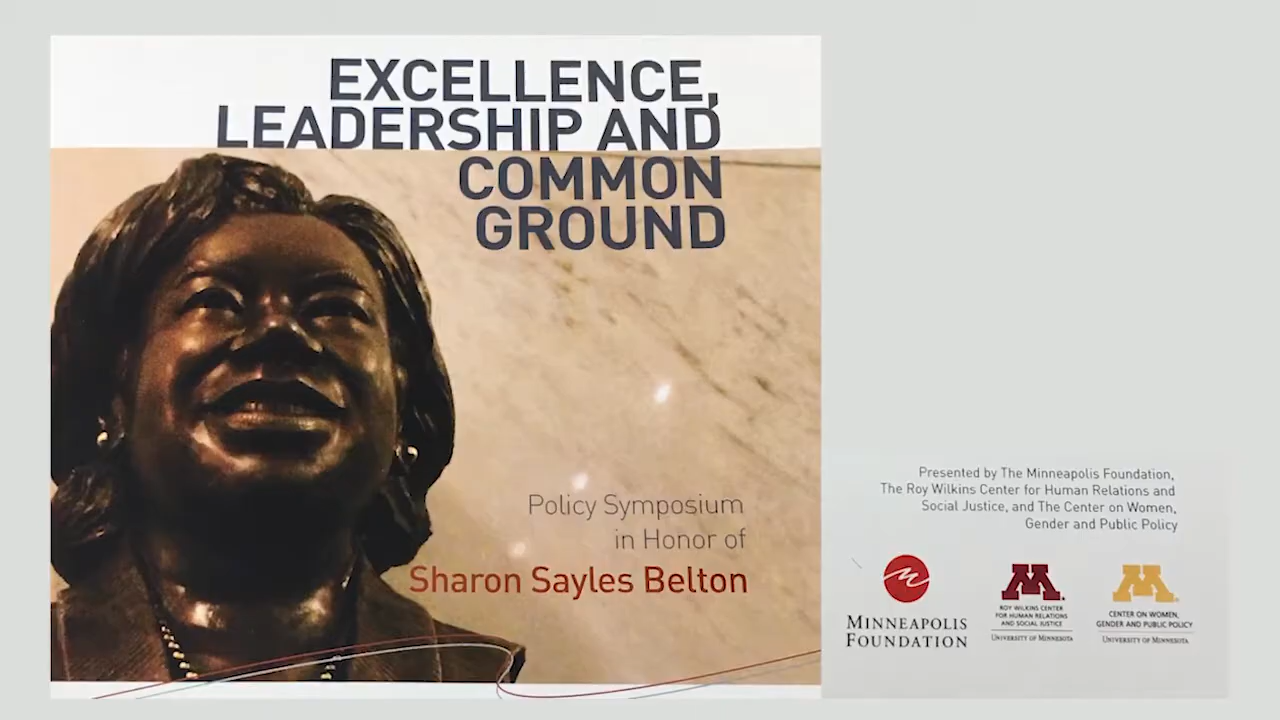 EXCELLENCE,
LEADERSHIP AND
COMMON
GROUND
Policy Symposium
in Honor of
Sharon Sayles Belton
Presented by The Minneapolis Foundation,
The Roy Wilkins Center for Human Relations and
Social Justice, and The Center on Women,
Gender and Public Policy
MINNEAPOLIS
FOUNDATION
M
ROY WILKINS CENTER
FOR HUMAN RELATIONS
AND SOCIAL JUSTICE
UNIVERSITY OF MINNESOTA
M
CENTER ON WOMEN,
GENDER AND PUBLIC POLICY
UNIVERSITY OF MINNESOTA